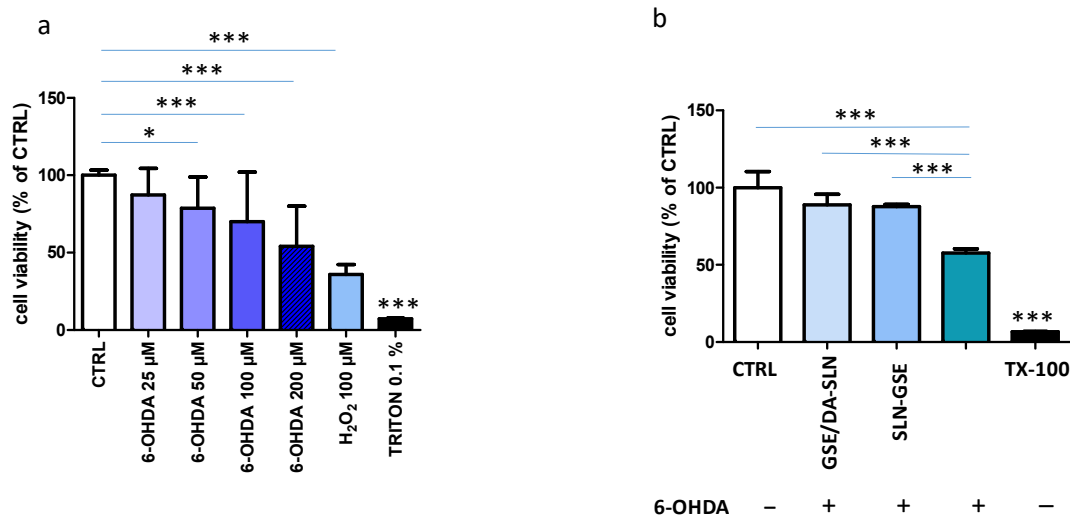 a
***
***
***
*
cell viability (% of CTRL)
150
100
50
0
***
CTRL
6-OHDA 25 µM
6-OHDA 50 µM
6-OHDA 100 µM
6-OHDA 200 µM
H₂O₂ 100 µM
TRITON 0.1 %
b
***
***
***
cell viability (% of CTRL)
150
100
50
0
***
CTRL
GSE/DA-SLN
SLN-GSE
TX-100
6-OHDA – + + + –